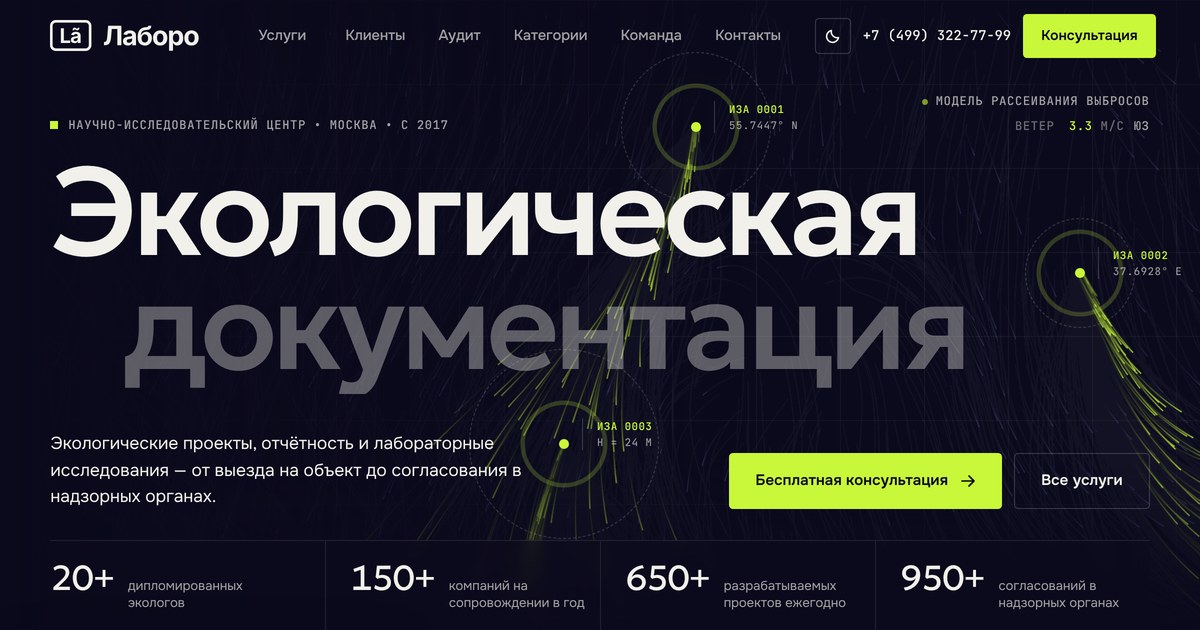 Lã Лаборо
Услуги Клиенты Аудит Категории Команда Контакты
+7 (499) 322-77-99
Консультация
МОДЕЛЬ РАССЕИВАНИЯ ВЫБРОСОВ
ВЕТЕР 3.3 М/С ЮЗ
ИЗА 0001
55.7447° N
НАУЧНО-ИССЛЕДОВАТЕЛЬСКИЙ ЦЕНТР • МОСКВА • С 2017
Экологическая
документация
ИЗА 0002
37.6928° E
ИЗА 0003
H = 24 М
Экологические проекты, отчётность и лабораторные
исследования — от выезда на объект до согласования в
надзорных органах.
Бесплатная консультация →
Все услуги
20+ дипломированных
экологов
150+ компаний на
сопровождении в год
650+ разрабатываемых
проектов ежегодно
950+ согласований в
надзорных органах